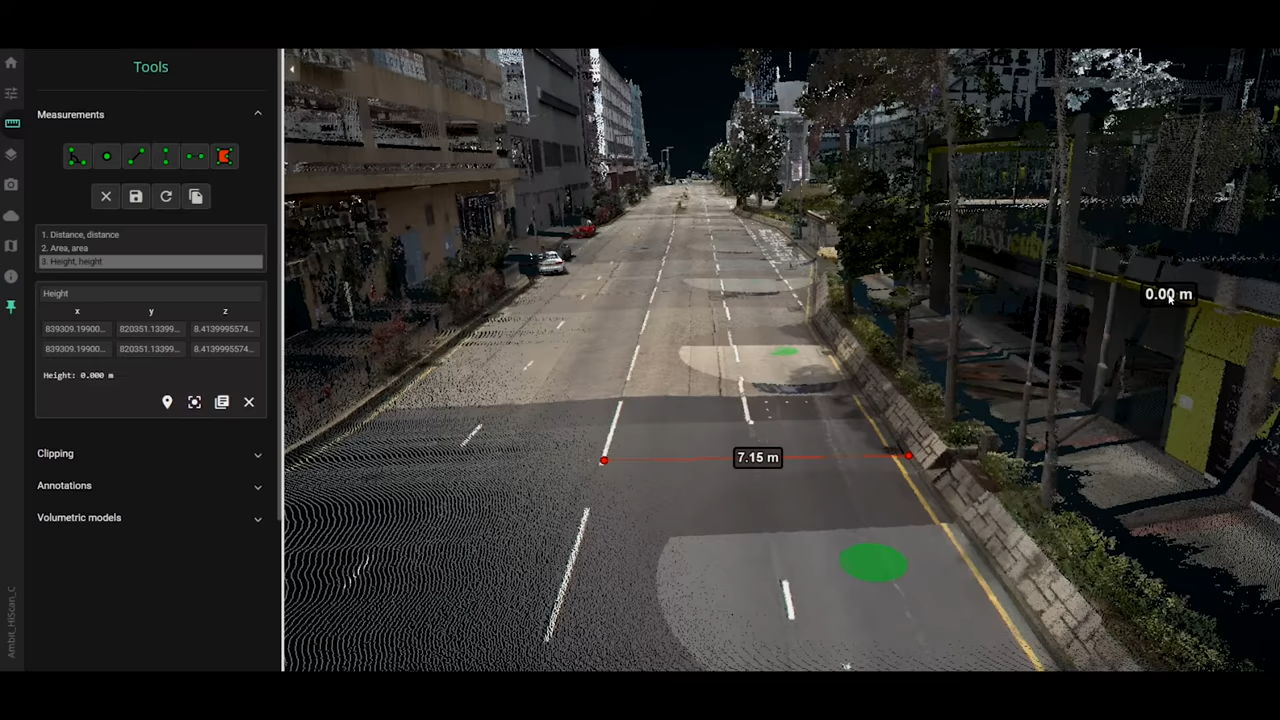 Tools
Measurements
1. Distance, distance
2. Area, area
3. Height, height
Height
x y z
839309.19900... 820351.13399... 8.4139995574...
839309.19900... 820351.13399... 8.4139995574...
Height: 0.000 m
Clipping
Annotations
Volumetric models
Ambit_HiScan_C
0.00 m
7.15 m